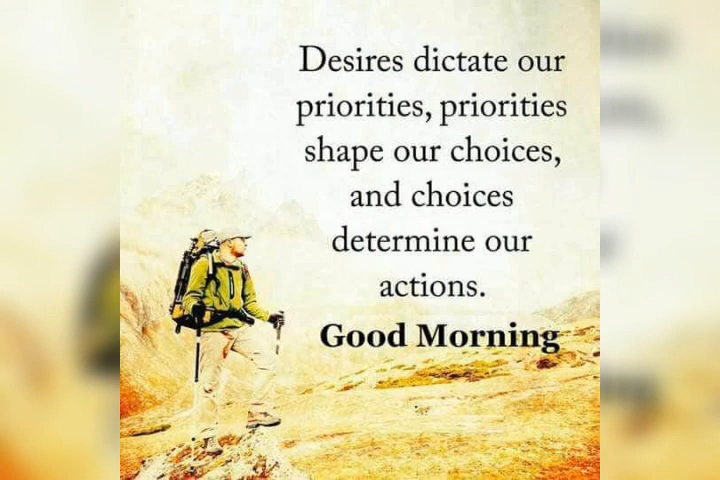 Desires dictate our
priorities, priorities
shape our choices,
and choices
determine our
actions.
Good Morning